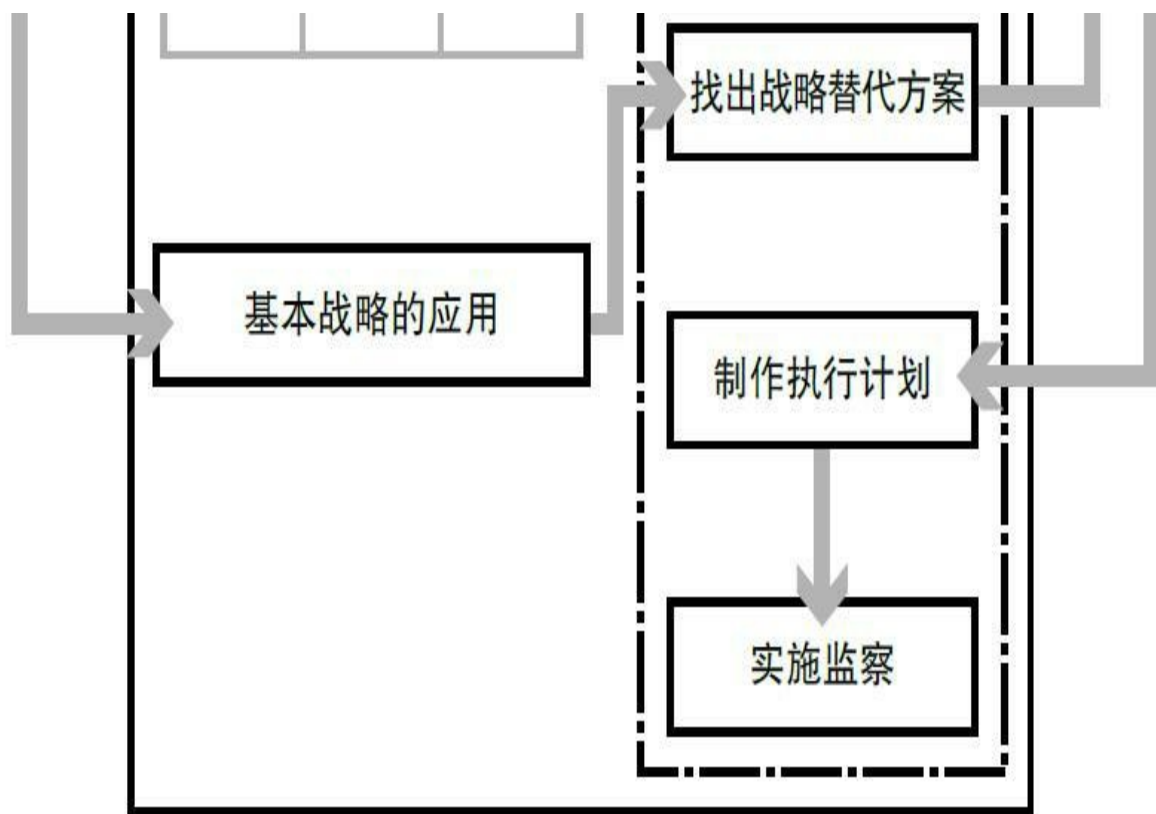 找出战略替代方案
基本战略的应用
制作执行计划
实施监察